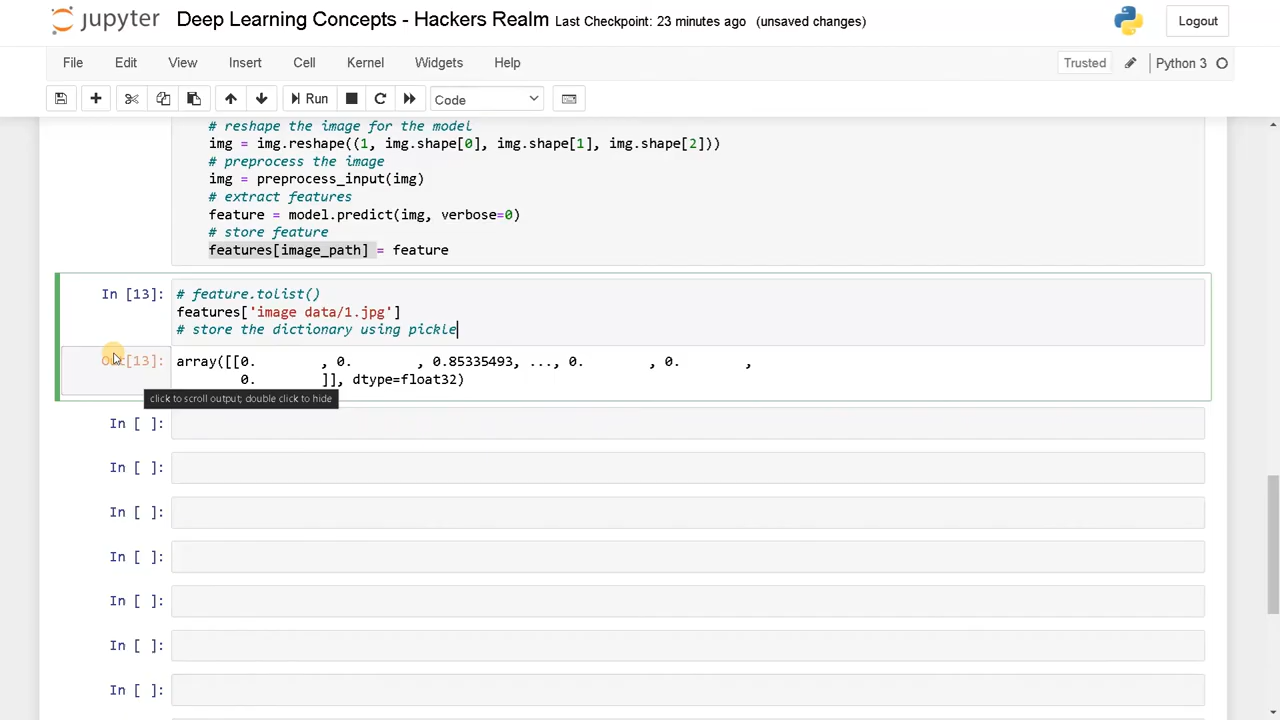 jupyter Deep Learning Concepts - Hackers Realm Last Checkpoint: 23 minutes ago (unsaved changes) Logout
File Edit View Insert Cell Kernel Widgets Help Trusted Python 3
Run Code
# reshape the image for the model
img = img.reshape((1, img.shape[0], img.shape[1], img.shape[2]))
# preprocess the image
img = preprocess_input(img)
# extract features
feature = model.predict(img, verbose=0)
# store feature
features[image_path] = feature
In [13]: # feature.tolist()
features['image data/1.jpg']
# store the dictionary using pickle
Out[13]: array([[0. , 0. , 0.85335493, ..., 0. , 0. ,
0. ]], dtype=float32)
click to scroll output; double click to hide
In [ ]:
In [ ]:
In [ ]:
In [ ]:
In [ ]:
In [ ]:
In [ ]: